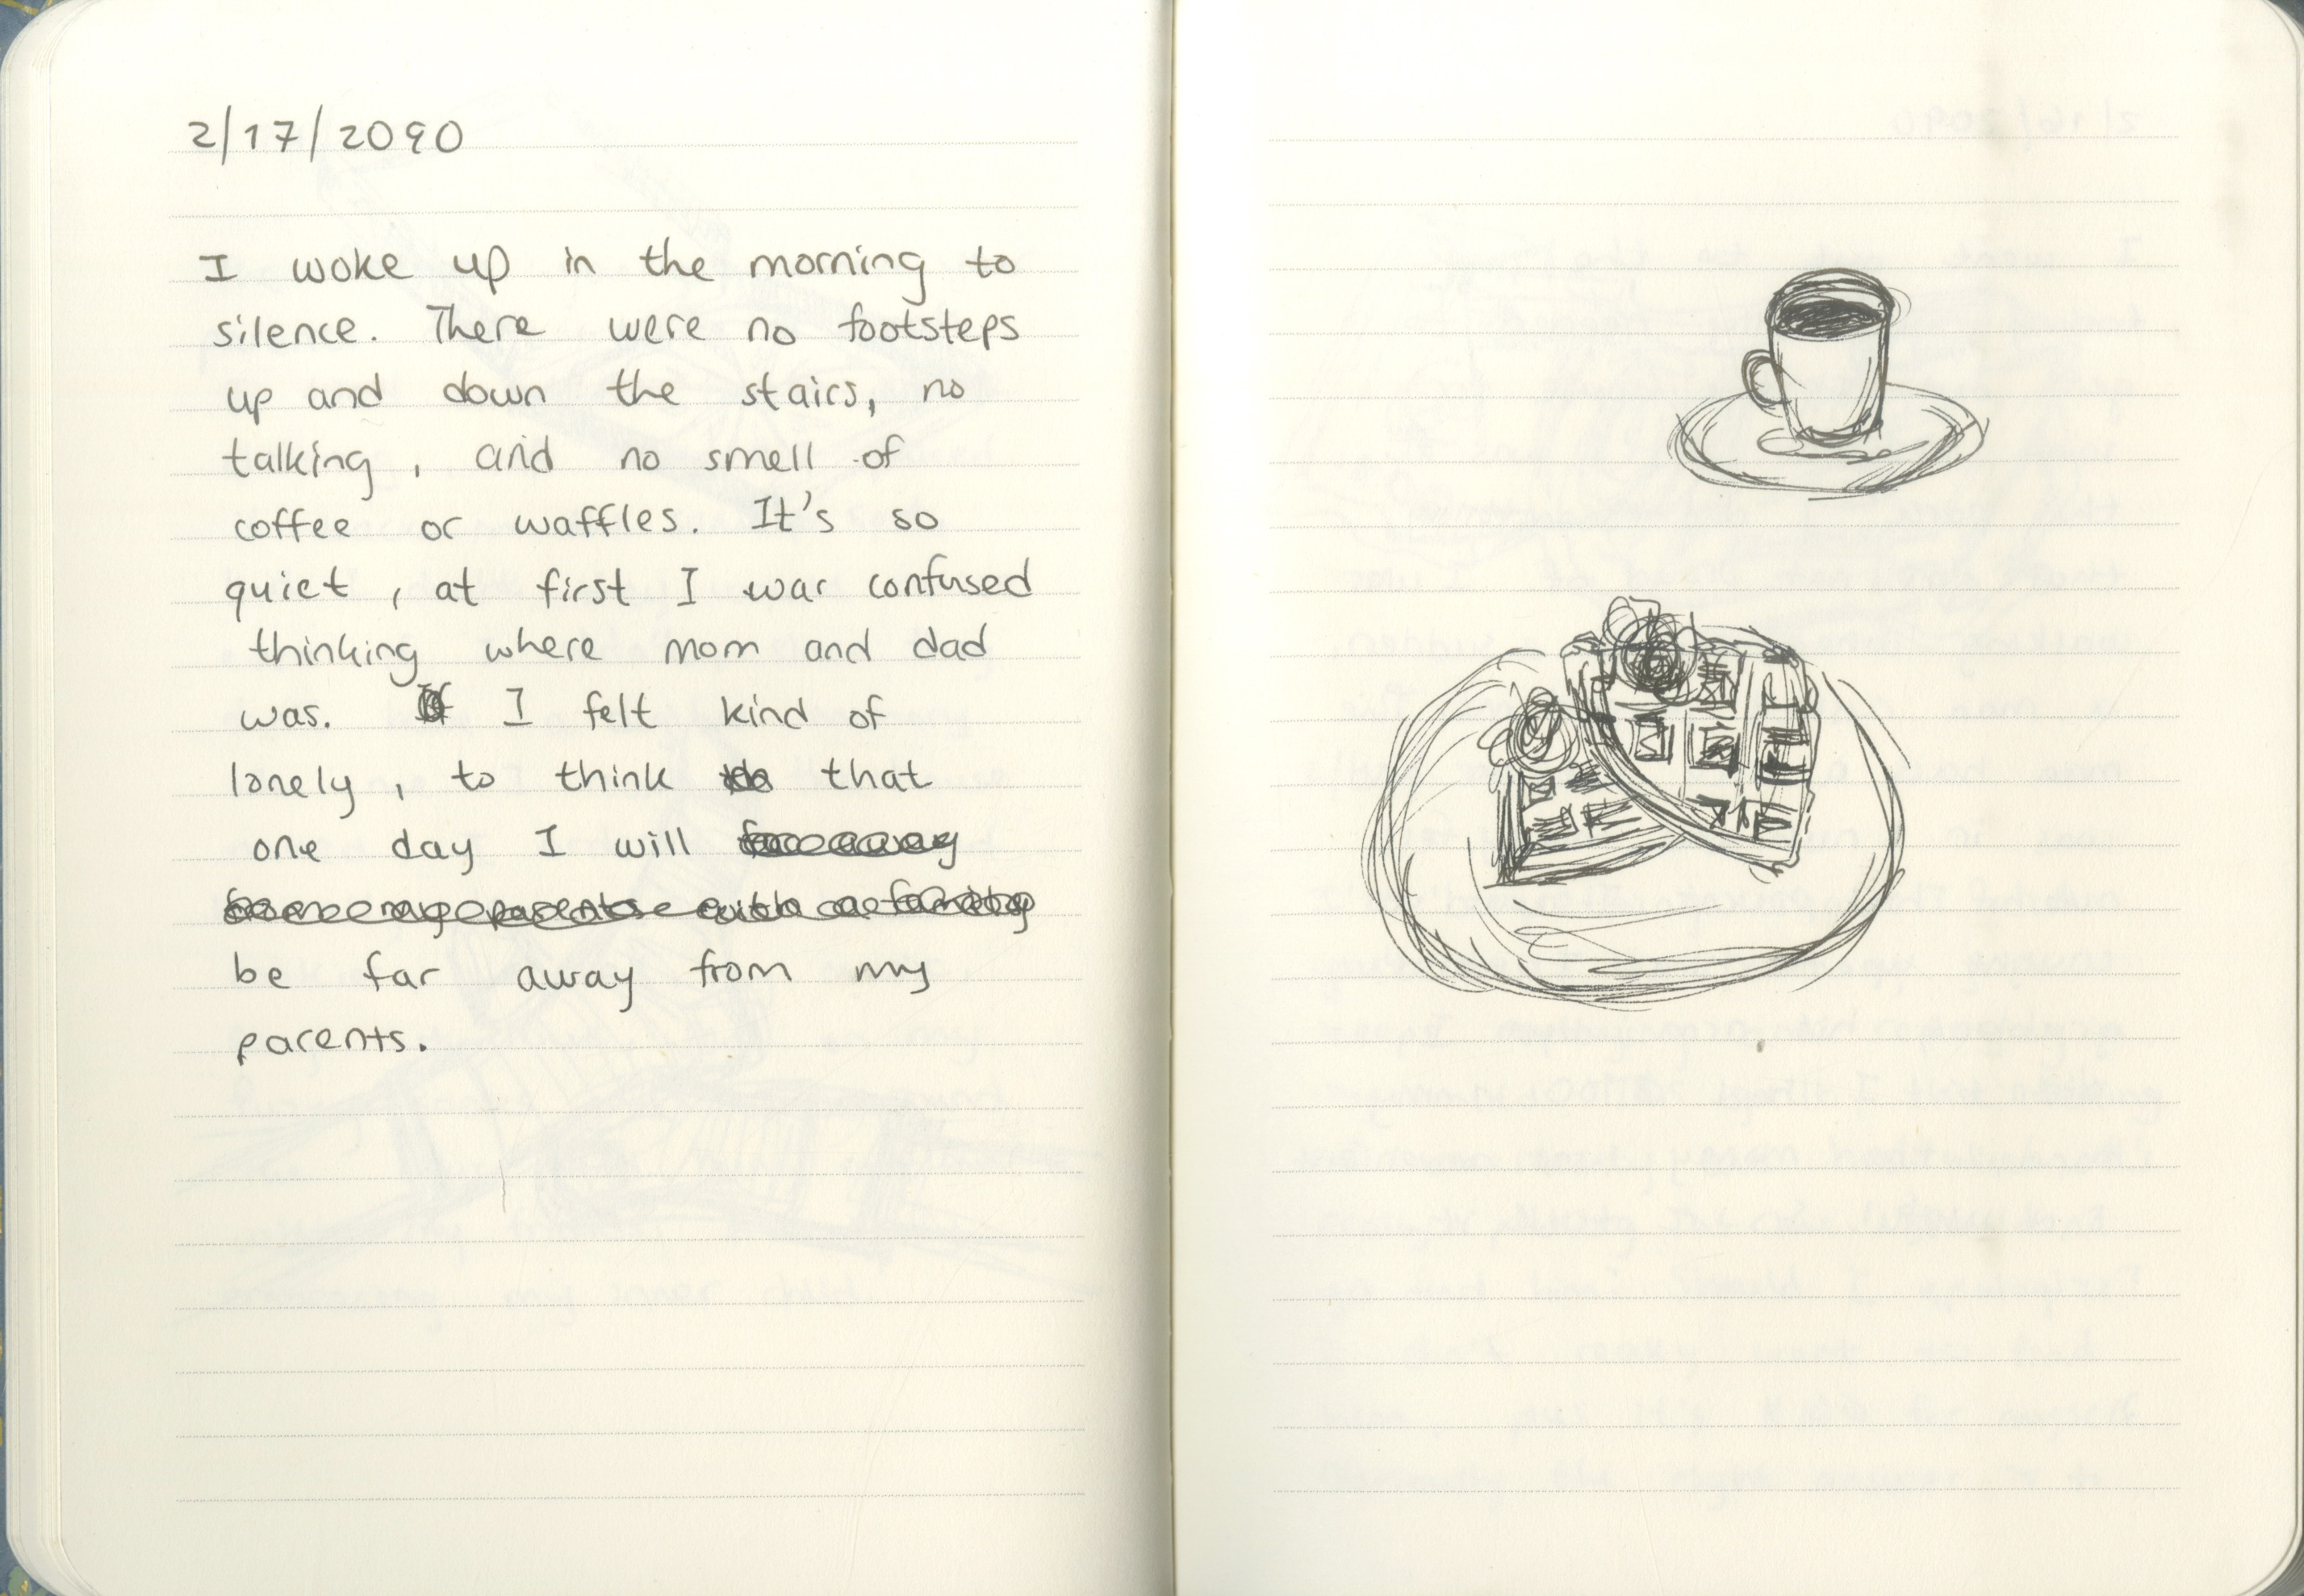 2/17/2090
I woke up in the morning to
silence. There were no footsteps
up and down the stairs, no
talking, and no smell of
coffee or waffles. It's so
quiet, at first I was confused
thinking where mom and dad
was. I felt kind of
lonely, to think that
one day I will
be far away from my
parents.